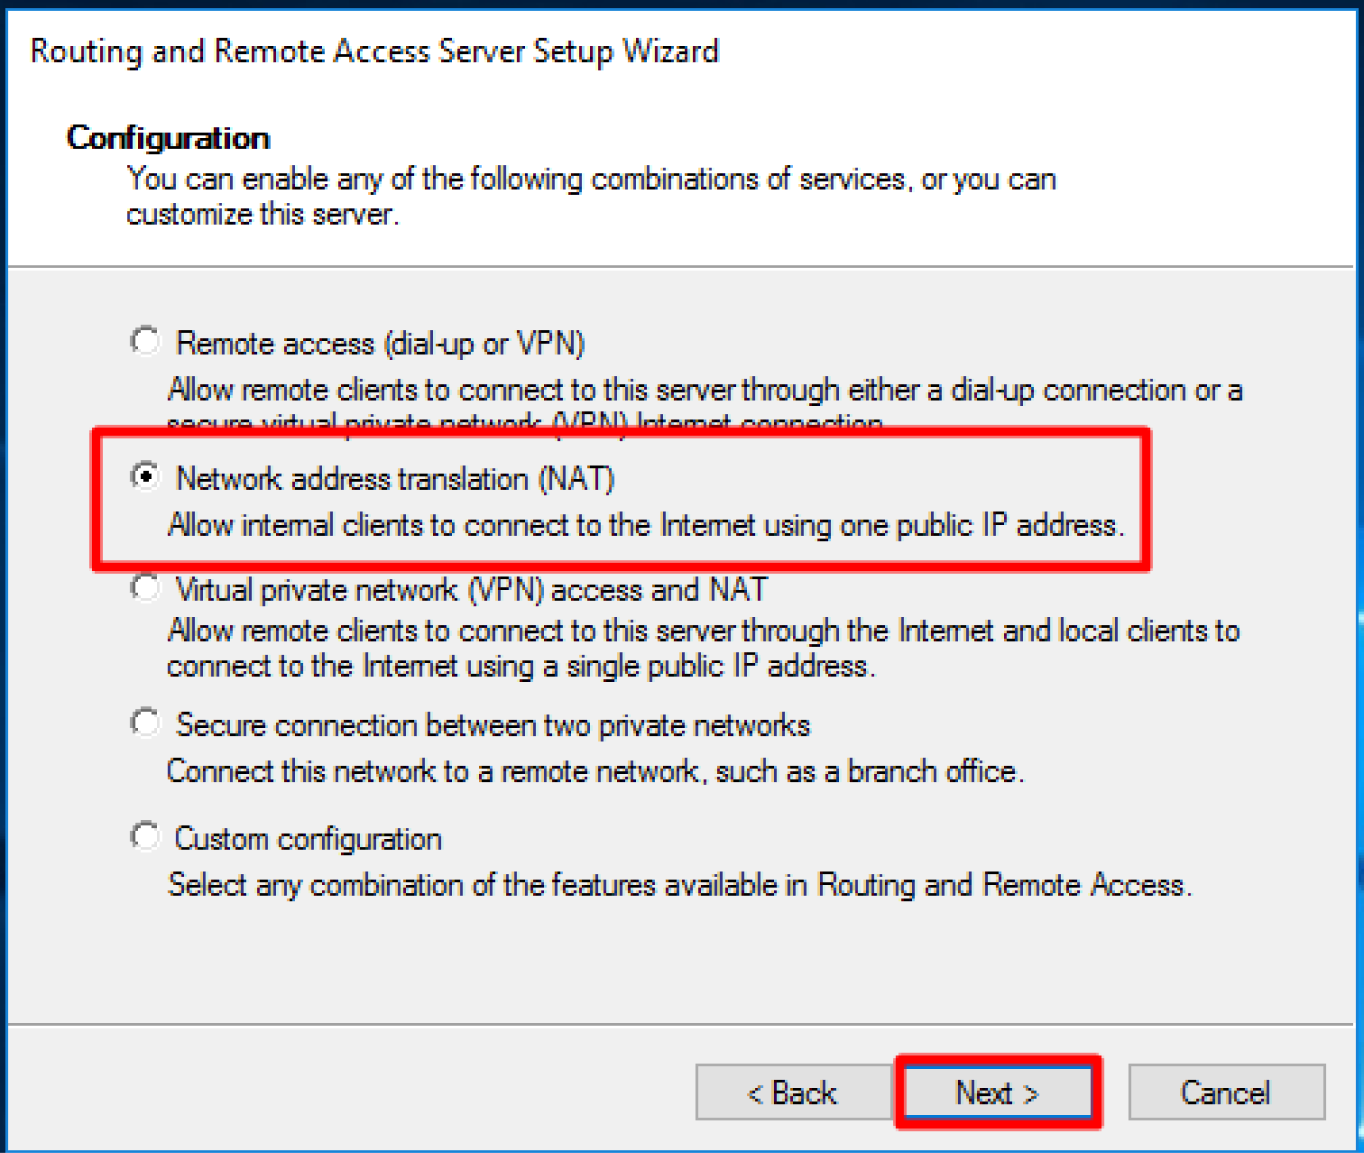 Routing and Remote Access Server Setup Wizard
Configuration
You can enable any of the following combinations of services, or you can
customize this server.
Remote access (dial-up or VPN)
Allow remote clients to connect to this server through either a dial-up connection or a
secure virtual private network (VPN) Internet connection.
Network address translation (NAT)
Allow internal clients to connect to the Internet using one public IP address.
Virtual private network (VPN) access and NAT
Allow remote clients to connect to this server through the Internet and local clients to
connect to the Internet using a single public IP address.
Secure connection between two private networks
Connect this network to a remote network, such as a branch office.
Custom configuration
Select any combination of the features available in Routing and Remote Access.
< Back
Next >
Cancel